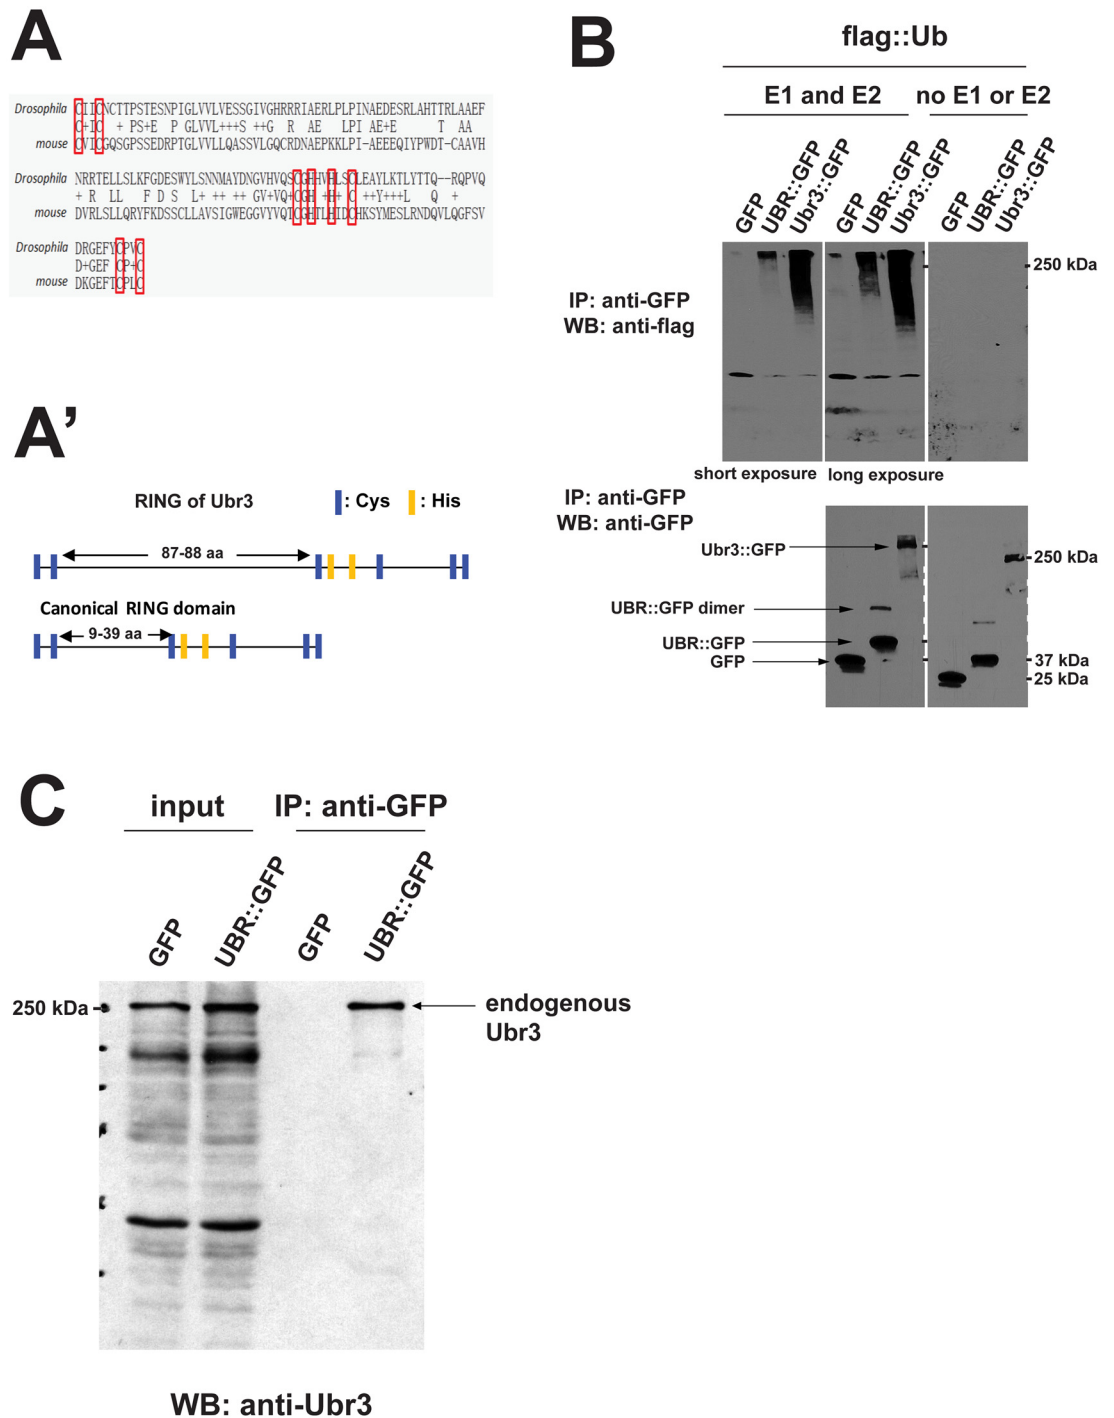 A
Drosophila CIICNCTTPSTESNPIGLVVLVESSGIVGHRRRIAERLPLPINAEDESRLAHTTRLAAEF
C+IC + PS+E P GLVVL+++S ++G R AE LPI AE+E T AA
mouse CVICGQSGPSSEDRPTGLVVLLQASSVLGQCRDNAEPKKLPI-AEEEQIYPWDT-CAAVH
Drosophila NRRTELLSLKFGDESWYLSNNMAYDNGVHVQSCGHHVHLSCLEAYLKTLYTTQ--RQPVQ
+ R LL F D S L+ ++ ++ GV+VQ+CGH +H+ C ++Y+++L Q +
mouse DVRLSLLQRYFKDSSCLLAVSIGWEGGVYVQTCGHTLHIDCHKSYMESLRNDQVLQGFSV
Drosophila DRGEFYCPVC
D+GEF CP+C
mouse DKGEFTCPLC
A’
RING of Ubr3 : Cys : His
87-88 aa
Canonical RING domain
9-39 aa
B
flag::Ub
E1 and E2 no E1 or E2
GFP UBR::GFP Ubr3::GFP GFP UBR::GFP Ubr3::GFP GFP UBR::GFP Ubr3::GFP
250 kDa
IP: anti-GFP
WB: anti-flag
short exposure long exposure
IP: anti-GFP
WB: anti-GFP
Ubr3::GFP
250 kDa
UBR::GFP dimer
UBR::GFP
GFP
37 kDa
25 kDa
C
input IP: anti-GFP
GFP UBR::GFP GFP UBR::GFP
250 kDa
endogenous
Ubr3
WB: anti-Ubr3